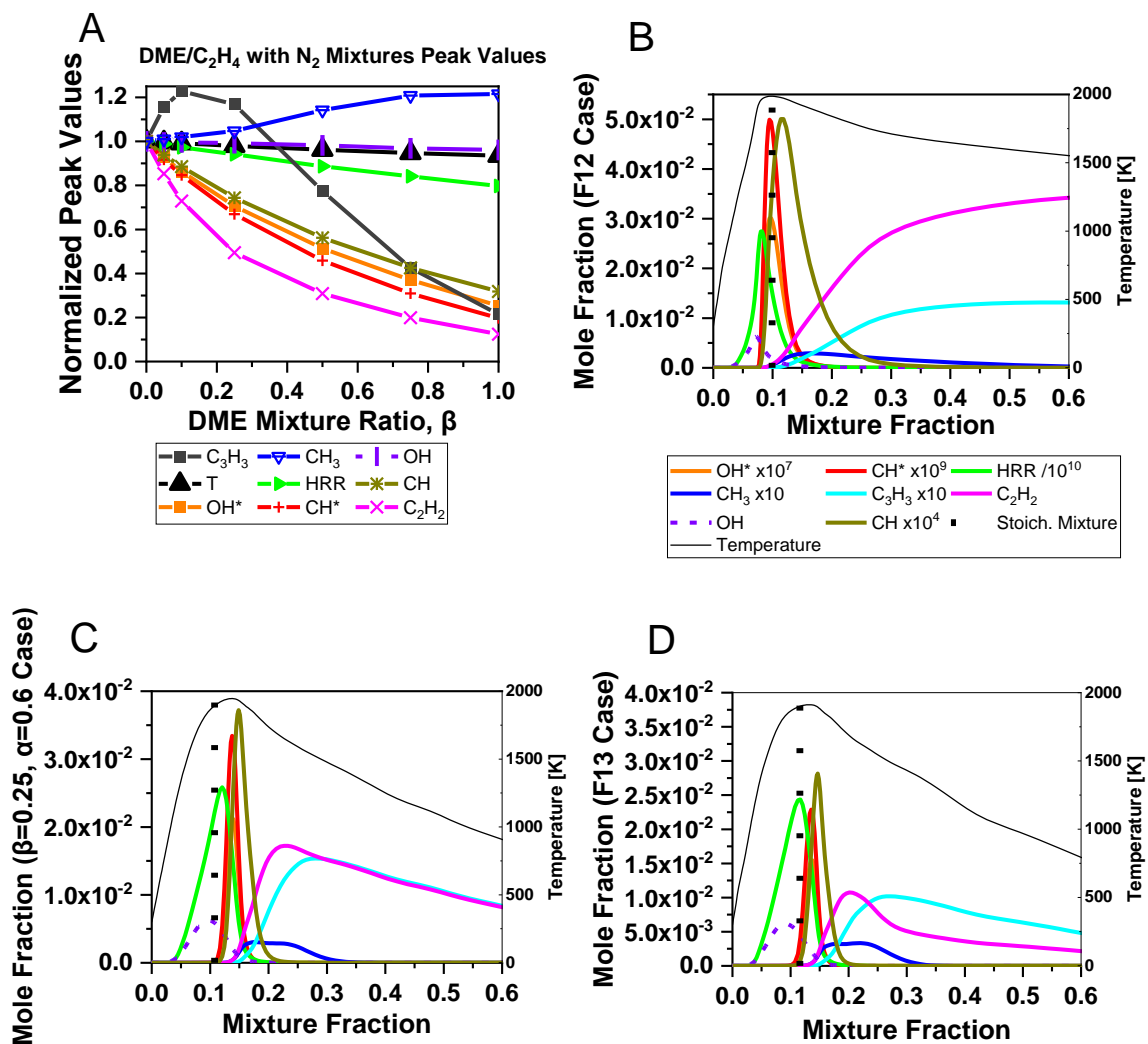 A
DME/C₂H₄ with N₂ Mixtures Peak Values
Normalized Peak Values
1.2
1.0
0.8
0.6
0.4
0.2
0.0
0.0 0.2 0.4 0.6 0.8 1.0
DME Mixture Ratio, β
C₃H₃ CH₃ OH
T HRR CH
OH* CH* C₂H₂
B
Mole Fraction (F12 Case)
5.0x10⁻²
4.0x10⁻²
3.0x10⁻²
2.0x10⁻²
1.0x10⁻²
0.0
2000
1500
1000
500
0
Temperature [K]
0.0 0.1 0.2 0.3 0.4 0.5 0.6
Mixture Fraction
OH* x10⁷ CH* x10⁹ HRR /10¹⁰
CH₃ x10 C₃H₃ x10 C₂H₂
OH CH x10⁴ Stoich. Mixture
Temperature
C
Mole Fraction (β=0.25, α=0.6 Case)
4.0x10⁻²
3.0x10⁻²
2.0x10⁻²
1.0x10⁻²
0.0
2000
1500
1000
500
0
Temperature [K]
0.0 0.1 0.2 0.3 0.4 0.5 0.6
Mixture Fraction
D
Mole Fraction (F13 Case)
4.0x10⁻²
3.5x10⁻²
3.0x10⁻²
2.5x10⁻²
2.0x10⁻²
1.5x10⁻²
1.0x10⁻²
5.0x10⁻³
0.0
2000
1500
1000
500
0
Temperature [K]
0.0 0.1 0.2 0.3 0.4 0.5 0.6
Mixture Fraction